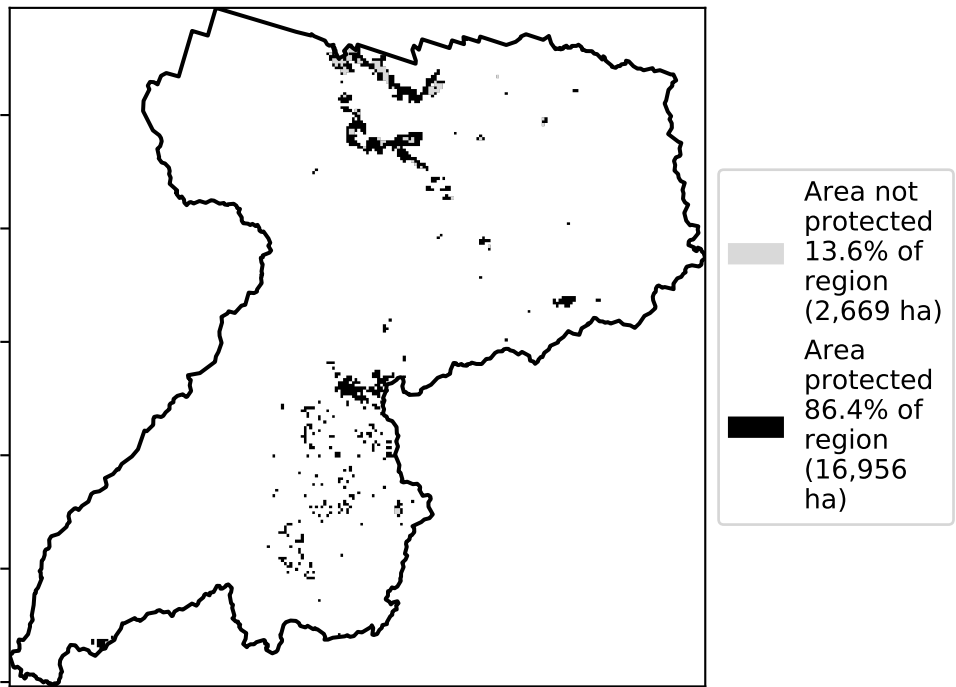 Area not
protected
13.6% of
region
(2,669 ha)
Area
protected
86.4% of
region
(16,956
ha)